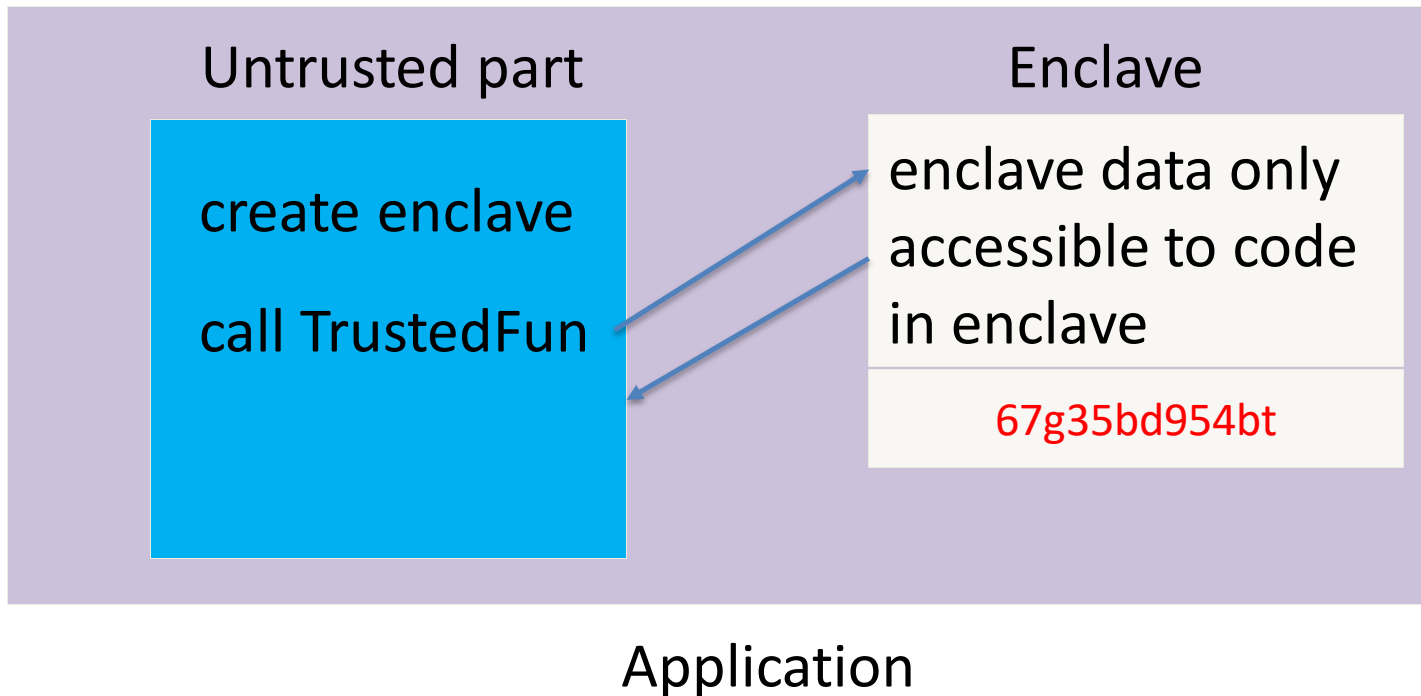 Untrusted part
create enclave
call TrustedFun
Enclave
enclave data only
accessible to code
in enclave
67g35bd954bt
Application